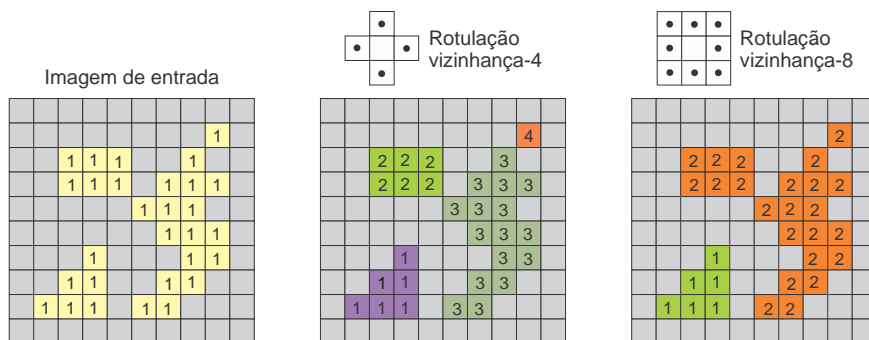 Imagem de entrada
1
1 1 1 1
1 1 1 1 1 1
1 1 1
1 1 1
1 1 1
1 1 1 1
1 1 1 1 1
Rotulação
vizinhança-4
4
2 2 2 3
2 2 2 3 3 3
3 3 3
3 3 3
1 3 3
1 1 3 3
1 1 1 3 3
Rotulação
vizinhança-8
2
2 2 2 2
2 2 2 2 2 2
2 2 2
2 2 2
1 2 2
1 1 2 2
1 1 1 2 2